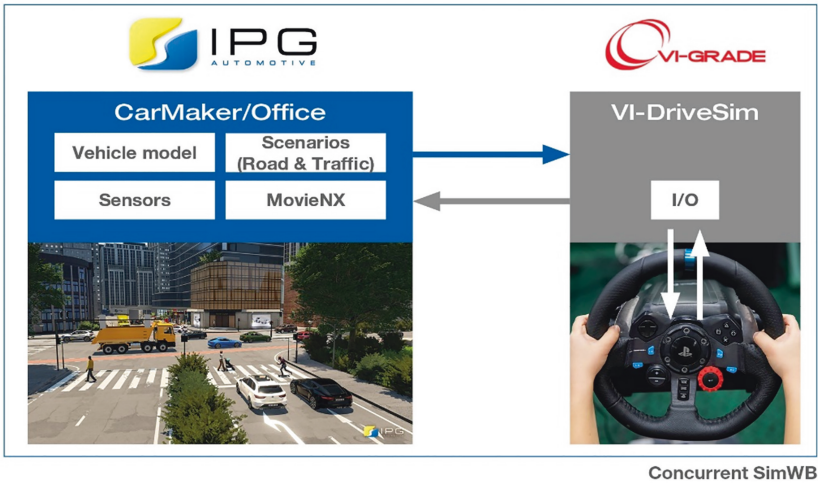 IPG
AUTOMOTIVE
VI-GRADE
CarMaker/Office
Vehicle model
Scenarios
(Road & Traffic)
Sensors
MovieNX
VI-DriveSim
I/O
IPG
Concurrent SimWB